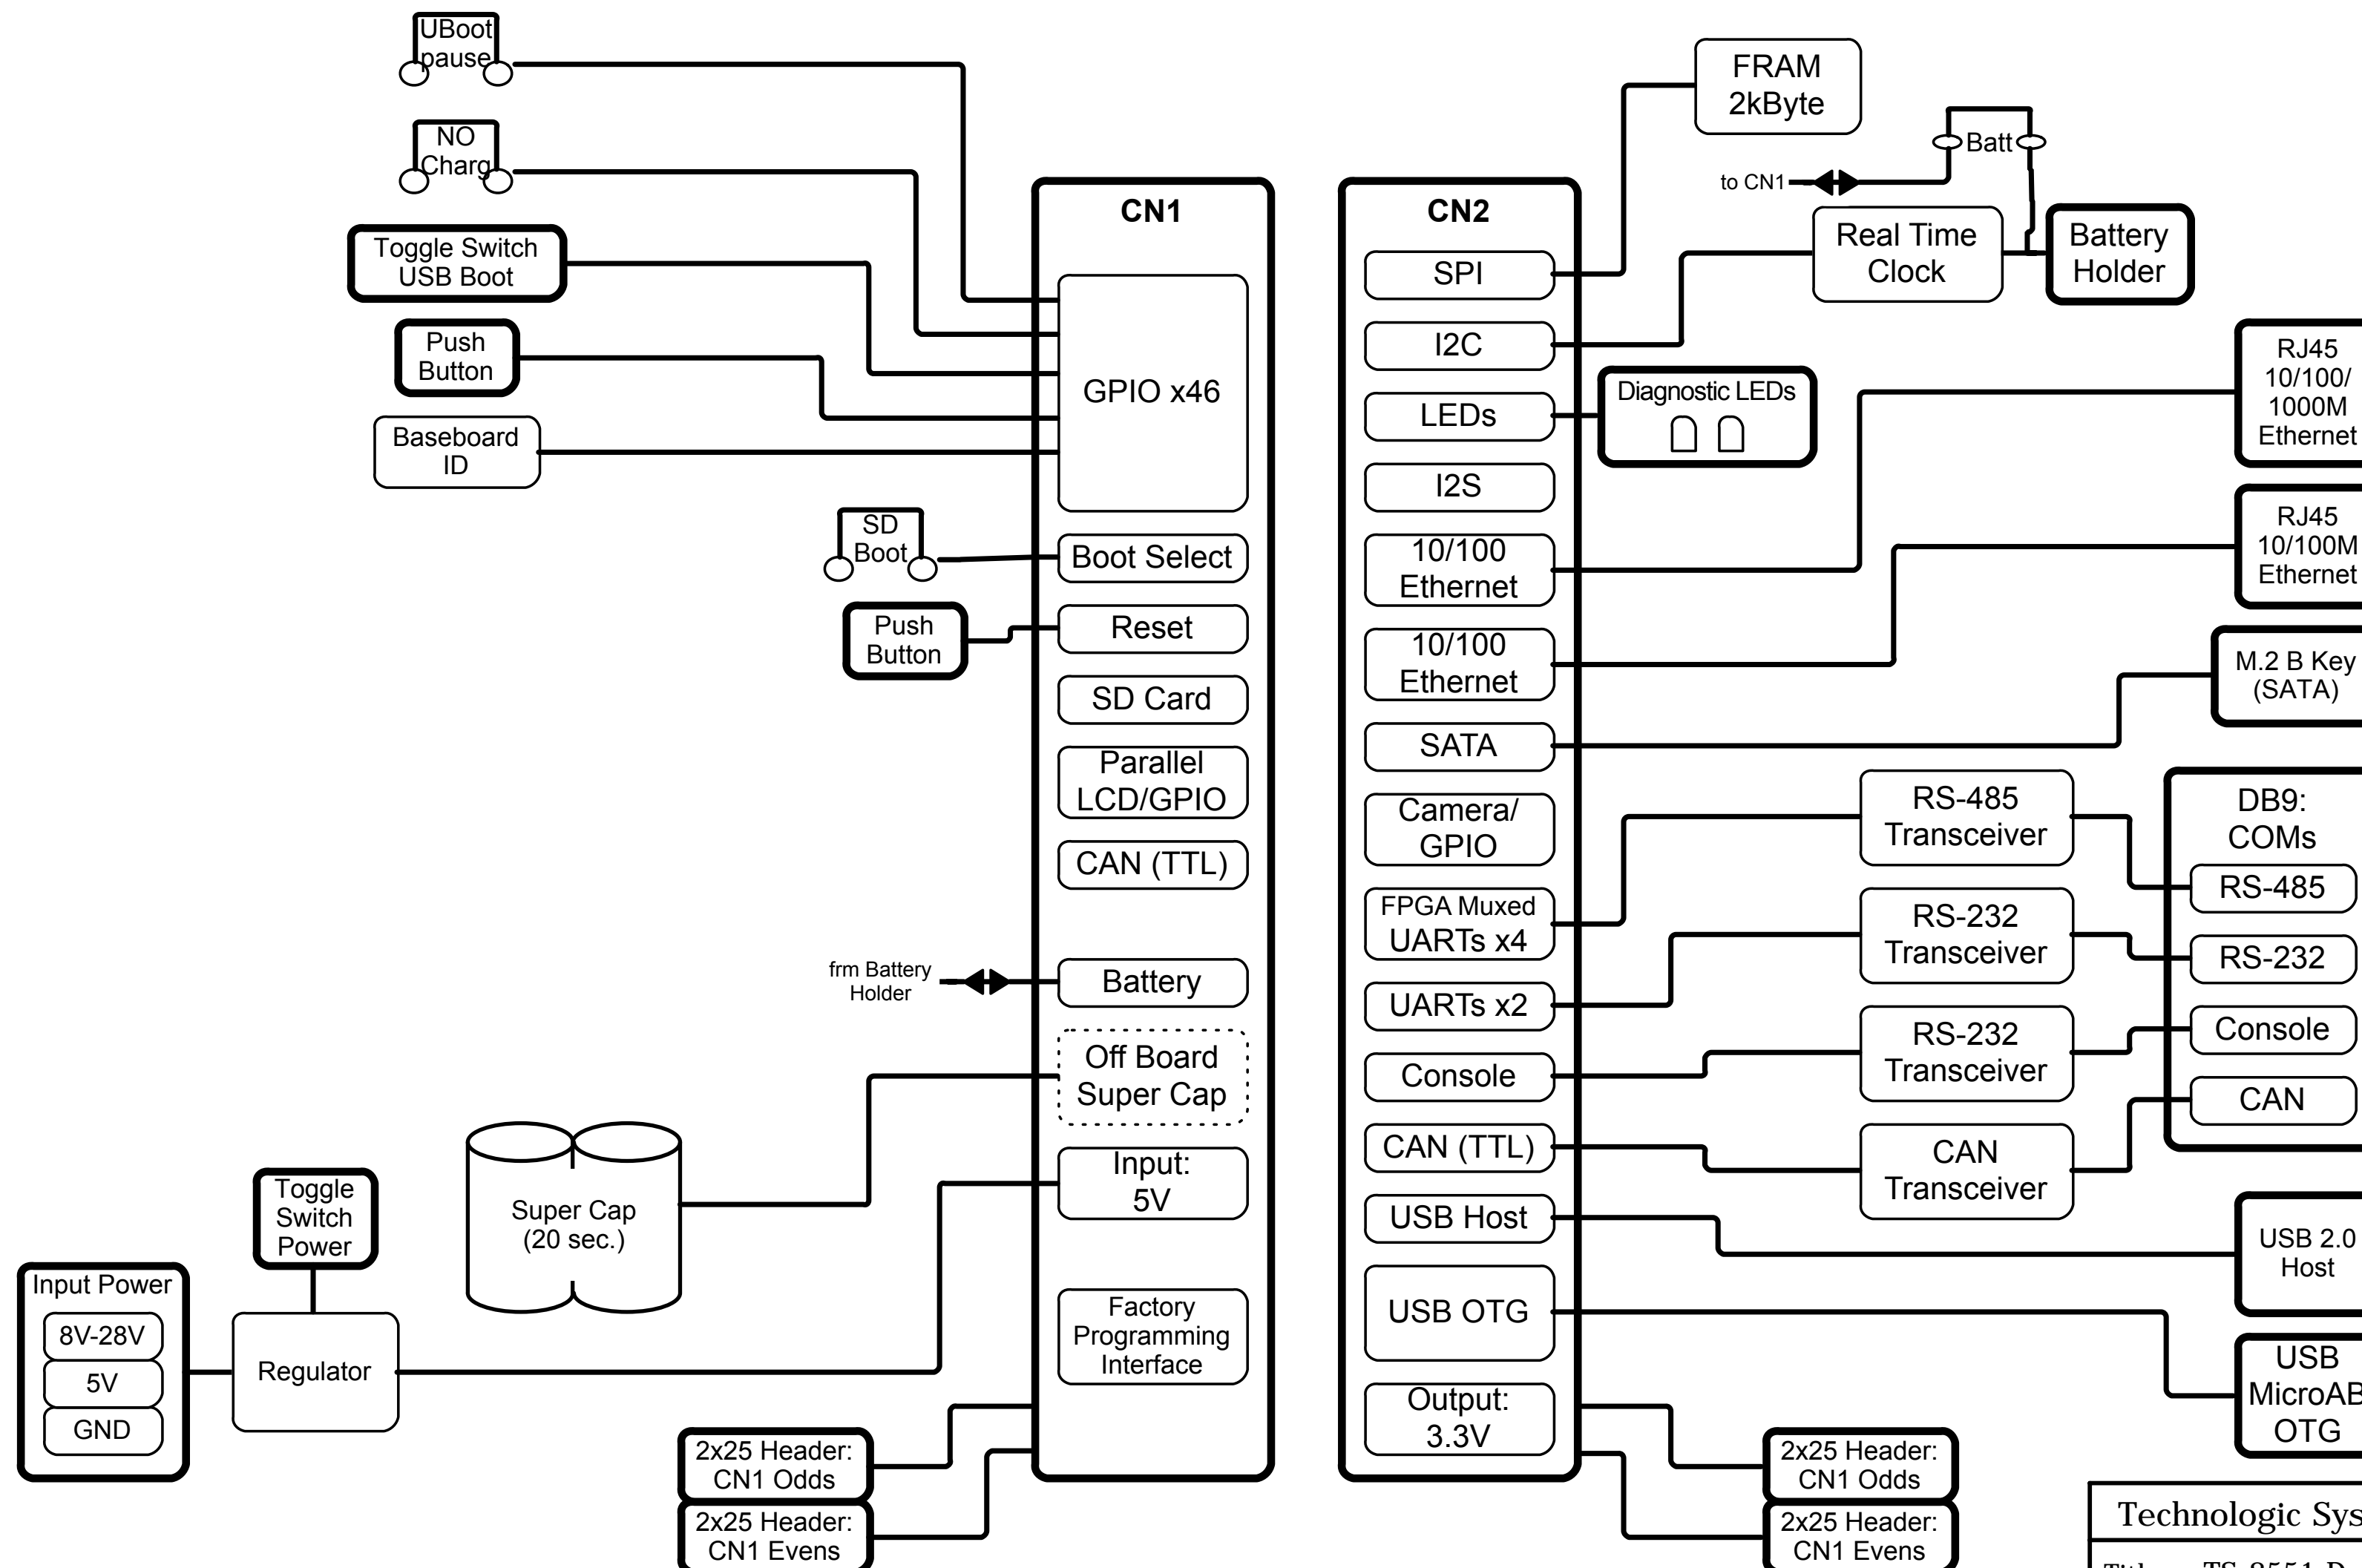 UBoot
pause
NO
Charg
Toggle Switch
USB Boot
Push
Button
Baseboard
ID
SD
Boot
Push
Button
frm Battery
Holder
Super Cap
(20 sec.)
Toggle
Switch
Power
Input Power
8V-28V
5V
GND
Regulator
2x25 Header:
CN1 Odds
2x25 Header:
CN1 Evens
CN1
GPIO x46
Boot Select
Reset
SD Card
Parallel
LCD/GPIO
CAN (TTL)
Battery
Off Board
Super Cap
Input:
5V
Factory
Programming
Interface
CN2
SPI
I2C
LEDs
I2S
10/100
Ethernet
10/100
Ethernet
SATA
Camera/
GPIO
FPGA Muxed
UARTs x4
UARTs x2
Console
CAN (TTL)
USB Host
USB OTG
Output:
3.3V
FRAM
2kByte
Batt
to CN1
Real Time
Clock
Battery
Holder
Diagnostic LEDs
RJ45
10/100/
1000M
Ethernet
RJ45
10/100M
Ethernet
M.2 B Key
(SATA)
RS-485
Transceiver
RS-232
Transceiver
RS-232
Transceiver
CAN
Transceiver
DB9:
COMs
RS-485
RS-232
Console
CAN
USB 2.0
Host
USB
MicroAB
OTG
2x25 Header:
CN1 Odds
2x25 Header:
CN1 Evens
Technologic Sys
TS-8551 D